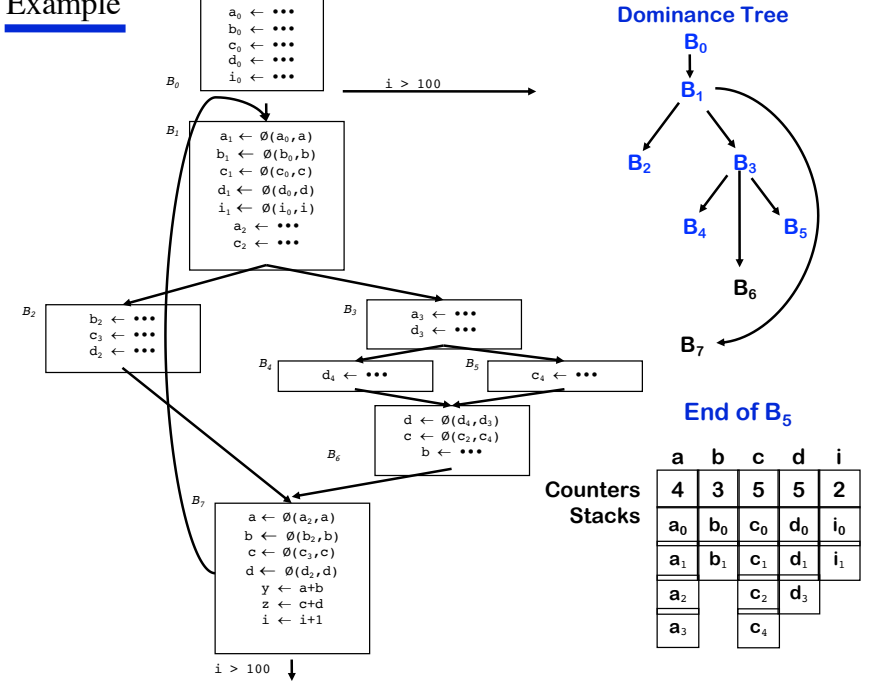 Example
a₀ ← •••
b₀ ← •••
c₀ ← •••
d₀ ← •••
i₀ ← •••
B₀
i > 100
B₁
a₁ ← Ø(a₀,a)
b₁ ← Ø(b₀,b)
c₁ ← Ø(c₀,c)
d₁ ← Ø(d₀,d)
i₁ ← Ø(i₀,i)
a₂ ← •••
c₂ ← •••
B₂
b₂ ← •••
c₃ ← •••
d₂ ← •••
B₃
a₃ ← •••
d₃ ← •••
B₄
d₄ ← •••
B₅
c₄ ← •••
d ← Ø(d₄,d₃)
c ← Ø(c₂,c₄)
b ← •••
B₆
B₇
a ← Ø(a₂,a)
b ← Ø(b₂,b)
c ← Ø(c₃,c)
d ← Ø(d₂,d)
y ← a+b
z ← c+d
i ← i+1
i > 100
Dominance Tree
B₀
B₁
B₂ B₃
B₄ B₅
B₆
B₇
End of B₅
a b c d i
Counters 4 3 5 5 2
Stacks a₀ b₀ c₀ d₀ i₀
a₁ b₁ c₁ d₁ i₁
a₂ c₂ d₃
a₃ c₄